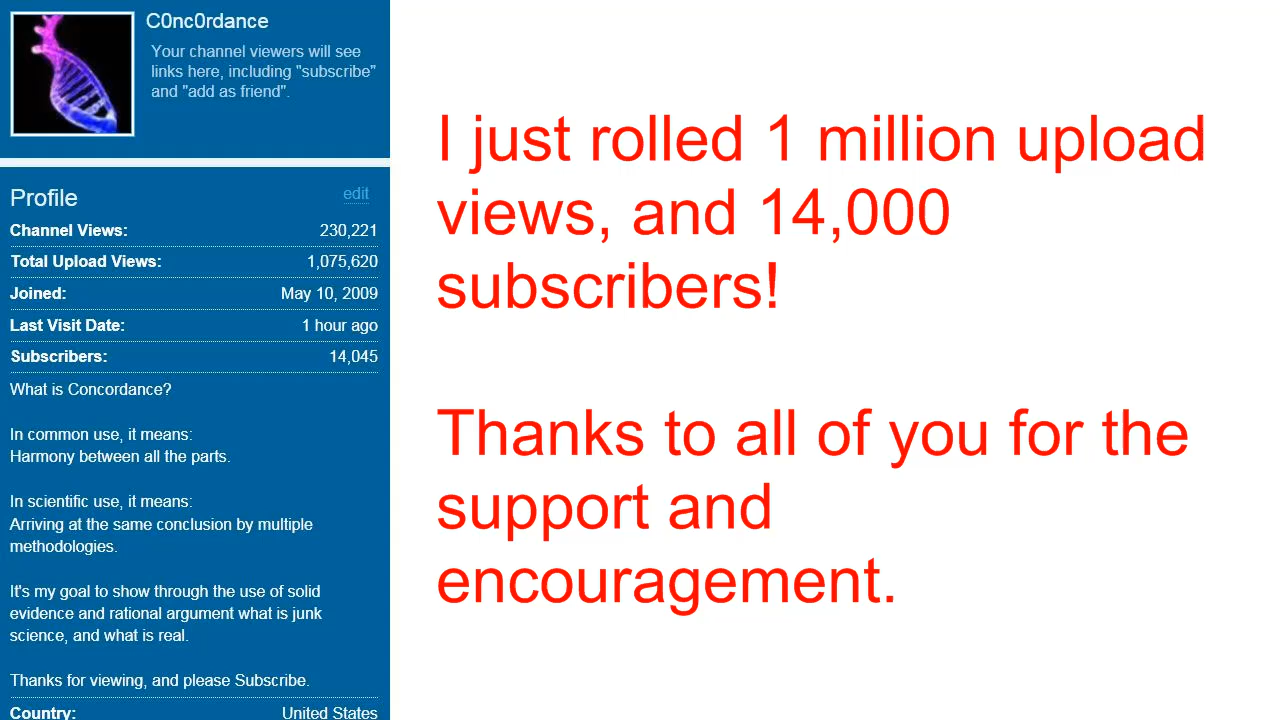 C0nc0rdance
Your channel viewers will see
links here, including "subscribe"
and "add as friend".
Profile edit
Channel Views: 230,221
Total Upload Views: 1,075,620
Joined: May 10, 2009
Last Visit Date: 1 hour ago
Subscribers: 14,045
What is Concordance?
In common use, it means:
Harmony between all the parts.
In scientific use, it means:
Arriving at the same conclusion by multiple
methodologies.
It's my goal to show through the use of solid
evidence and rational argument what is junk
science, and what is real.
Thanks for viewing, and please Subscribe.
Country: United States
I just rolled 1 million upload
views, and 14,000
subscribers!
Thanks to all of you for the
support and
encouragement.